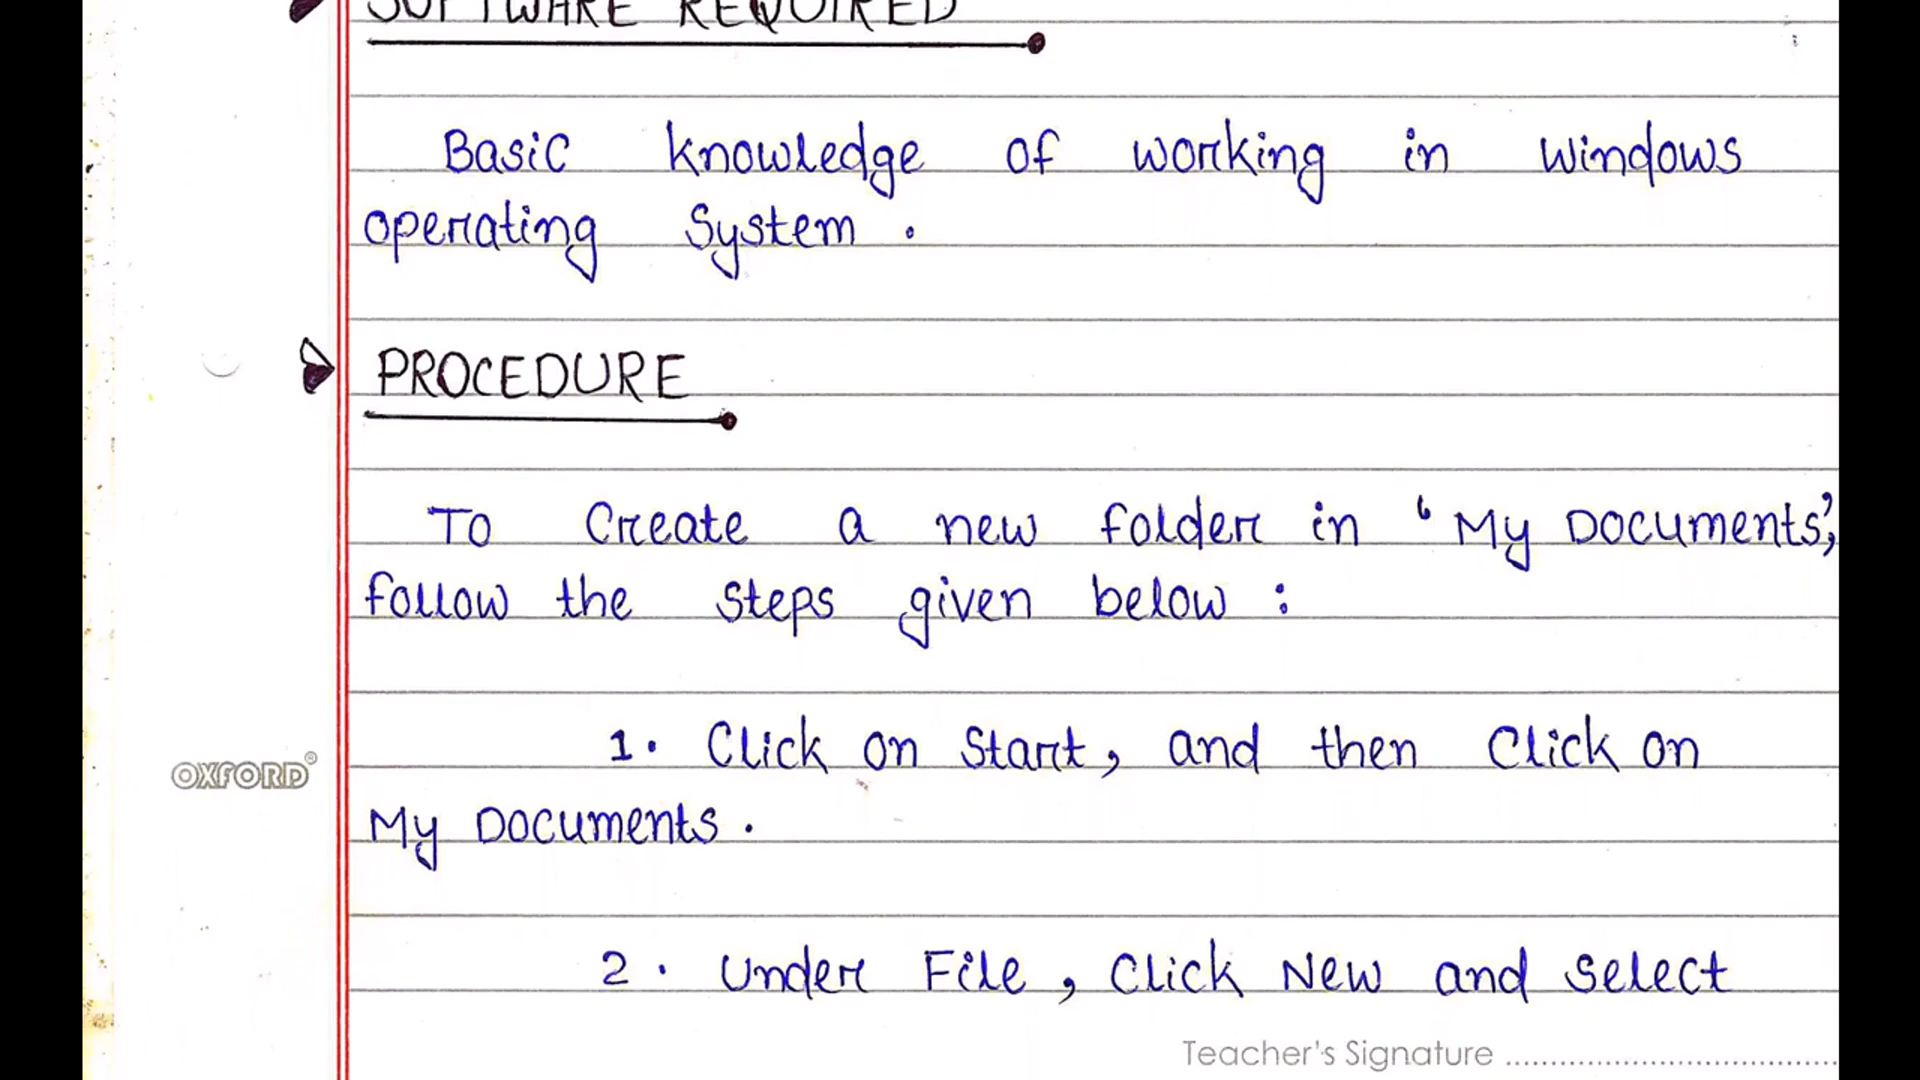 SOFTWARE REQUIRED
Basic knowledge of working in windows
operating System .
PROCEDURE
To Create a new folder in ‘My Documents’,
follow the steps given below :
1. Click on Start, and then Click on
My Documents .
OXFORD®
2. Under File, Click New and select
Teacher's Signature ......................................